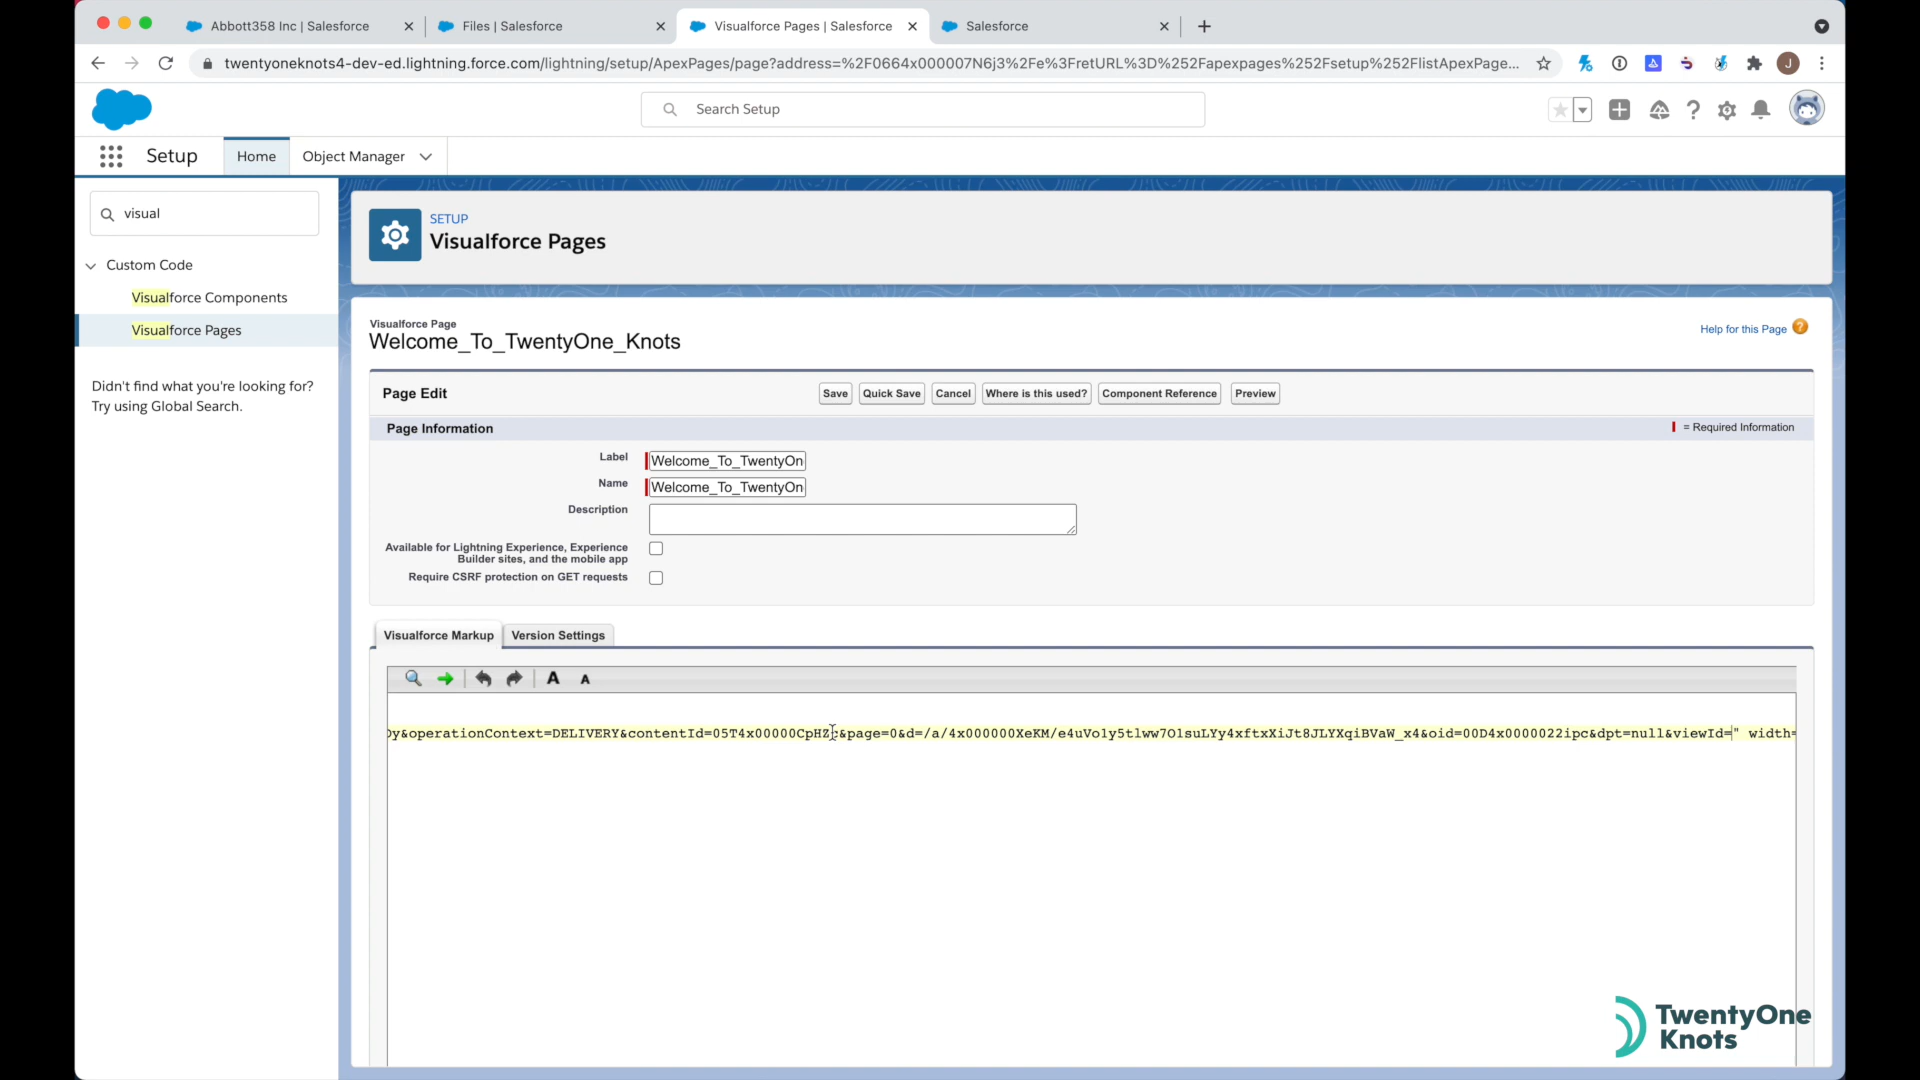 Abbott358 Inc | Salesforce
Files | Salesforce
Visualforce Pages | Salesforce
Salesforce
twentyoneknots4-dev-ed.lightning.force.com/lightning/setup/ApexPages/page?address=%2F0664x000007N6j3%2Fe%3FretURL%3D%252Fapexpages%252Fsetup%252FlistApexPage...
J
Search Setup
Setup
Home
Object Manager
visual
Custom Code
Visualforce Components
Visualforce Pages
Didn't find what you're looking for?
Try using Global Search.
SETUP
Visualforce Pages
Visualforce Page
Welcome_To_TwentyOne_Knots
Help for this Page
Page Edit
Save
Quick Save
Cancel
Where is this used?
Component Reference
Preview
Page Information
= Required Information
Label
Welcome_To_TwentyOn
Name
Welcome_To_TwentyOn
Description
Available for Lightning Experience, Experience
Builder sites, and the mobile app
Require CSRF protection on GET requests
Visualforce Markup
Version Settings
A
A
&operationContext=DELIVERY&contentId=05T4x00000CpHZc&page=0&d=/a/4x000000XeKM/e4uVo1y5tlww7O1suLYy4xftxXiJt8JLYXqiBVaW_x4&oid=00D4x0000022ipc&dpt=null&viewId=" width=
TwentyOne
Knots